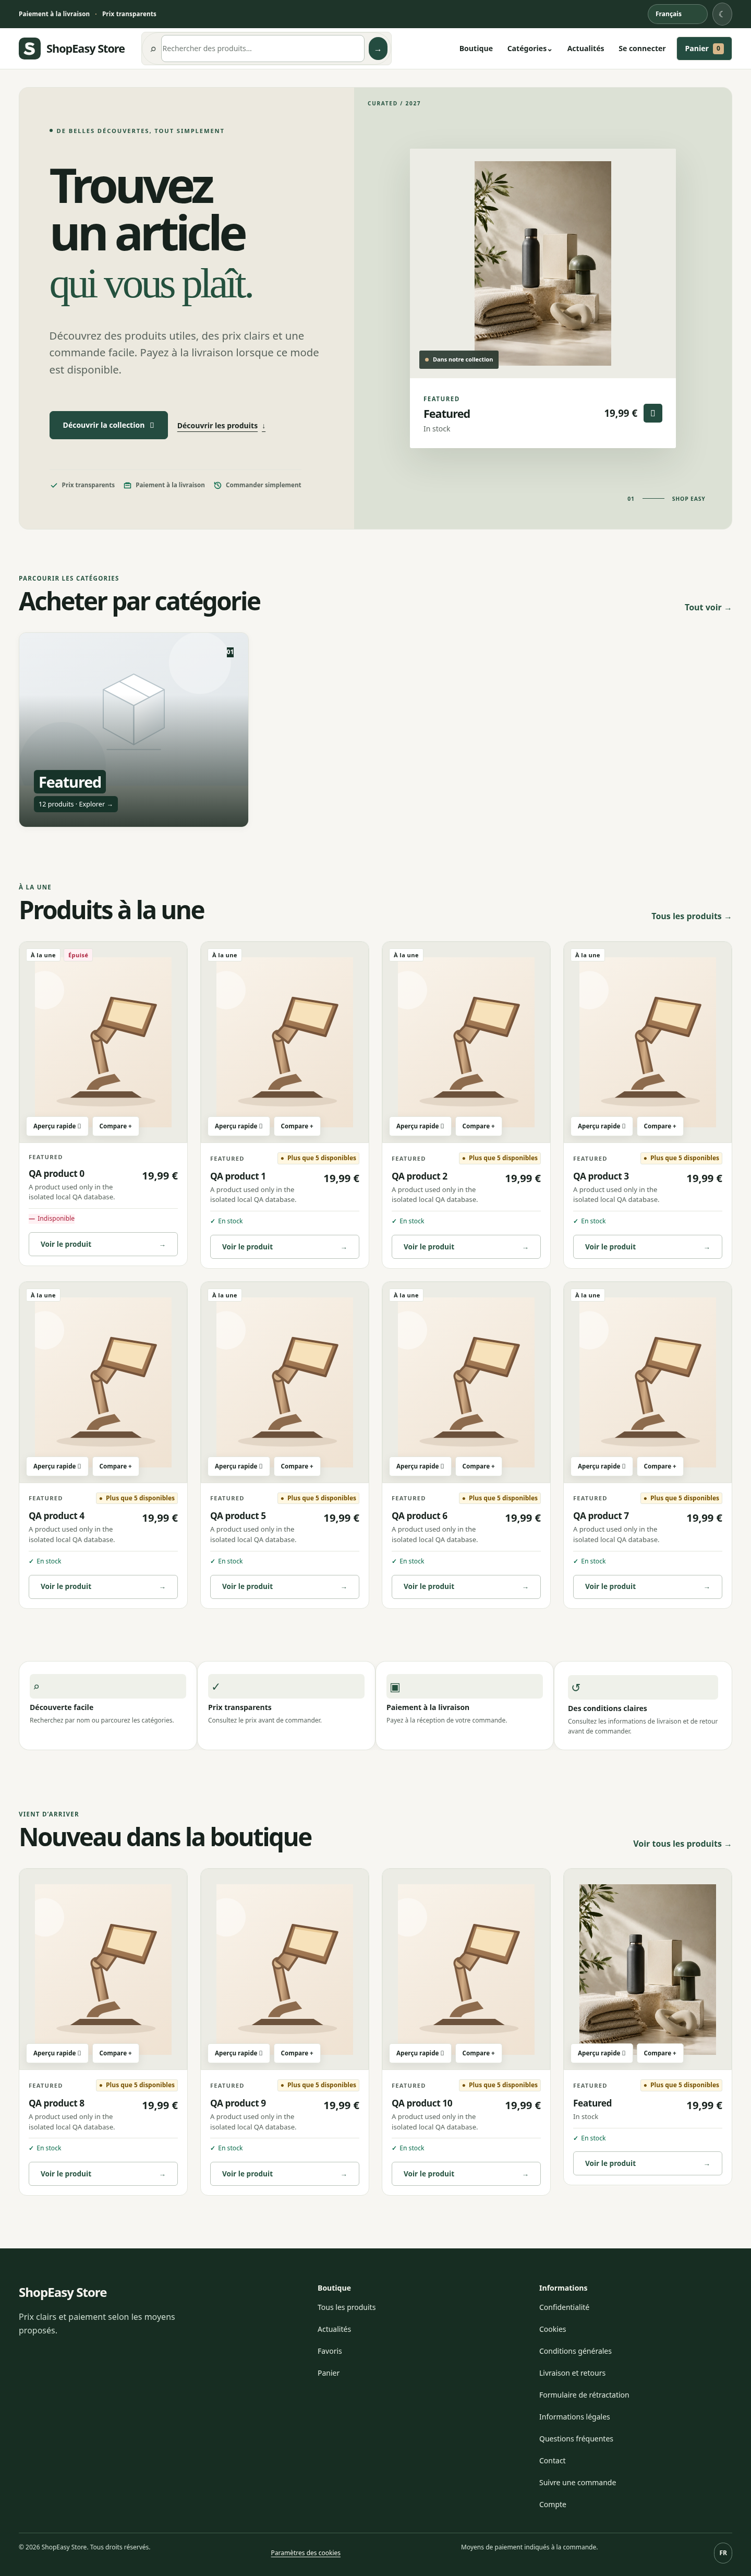 Paiement à la livraison · Prix transparents
Français
S ShopEasy Store
Rechercher des produits...
Boutique Catégories Actualités Se connecter Panier 0
CURATED / 2027
DE BELLES DÉCOUVERTES, TOUT SIMPLEMENT
Trouvez
un article
qui vous plaît.
Découvrez des produits utiles, des prix clairs et une
commande facile. Payez à la livraison lorsque ce mode
est disponible.
Découvrir la collection
Découvrir les produits ↓
Prix transparents Paiement à la livraison Commander simplement
Dans notre collection
FEATURED
Featured
In stock
19,99 €
01 SHOP EASY
PARCOURIR LES CATÉGORIES
Acheter par catégorie
Tout voir →
01
Featured
12 produits · Explorer →
À LA UNE
Produits à la une
Tous les produits →
À la une Épuisé À la une À la une À la une
Aperçu rapide Compare + Aperçu rapide Compare + Aperçu rapide Compare + Aperçu rapide Compare +
FEATURED FEATURED • Plus que 5 disponibles FEATURED • Plus que 5 disponibles FEATURED • Plus que 5 disponibles
QA product 0 19,99 € QA product 1 19,99 € QA product 2 19,99 € QA product 3 19,99 €
A product used only in the A product used only in the A product used only in the A product used only in the
isolated local QA database. isolated local QA database. isolated local QA database. isolated local QA database.
— Indisponible ✓ En stock ✓ En stock ✓ En stock
Voir le produit → Voir le produit → Voir le produit → Voir le produit →
À la une À la une À la une À la une
Aperçu rapide Compare + Aperçu rapide Compare + Aperçu rapide Compare + Aperçu rapide Compare +
FEATURED • Plus que 5 disponibles FEATURED • Plus que 5 disponibles FEATURED • Plus que 5 disponibles FEATURED • Plus que 5 disponibles
QA product 4 19,99 € QA product 5 19,99 € QA product 6 19,99 € QA product 7 19,99 €
A product used only in the A product used only in the A product used only in the A product used only in the
isolated local QA database. isolated local QA database. isolated local QA database. isolated local QA database.
✓ En stock ✓ En stock ✓ En stock ✓ En stock
Voir le produit → Voir le produit → Voir le produit → Voir le produit →
Découverte facile
Recherchez par nom ou parcourez les catégories.
Prix transparents
Consultez le prix avant de commander.
Paiement à la livraison
Payez à la réception de votre commande.
Des conditions claires
Consultez les informations de livraison et de retour
avant de commander.
VIENT D'ARRIVER
Nouveau dans la boutique
Voir tous les produits →
Aperçu rapide Compare + Aperçu rapide Compare + Aperçu rapide Compare + Aperçu rapide Compare +
FEATURED • Plus que 5 disponibles FEATURED • Plus que 5 disponibles FEATURED • Plus que 5 disponibles FEATURED • Plus que 5 disponibles
QA product 8 19,99 € QA product 9 19,99 € QA product 10 19,99 € Featured 19,99 €
A product used only in the A product used only in the A product used only in the In stock
isolated local QA database. isolated local QA database. isolated local QA database.
✓ En stock ✓ En stock ✓ En stock ✓ En stock
Voir le produit → Voir le produit → Voir le produit → Voir le produit →
ShopEasy Store
Prix clairs et paiement selon les moyens
proposés.
Boutique
Tous les produits
Actualités
Favoris
Panier
Informations
Confidentialité
Cookies
Conditions générales
Livraison et retours
Formulaire de rétractation
Informations légales
Questions fréquentes
Contact
Suivre une commande
Compte
© 2026 ShopEasy Store. Tous droits réservés.
Paramètres des cookies
Moyens de paiement indiqués à la commande.
FR